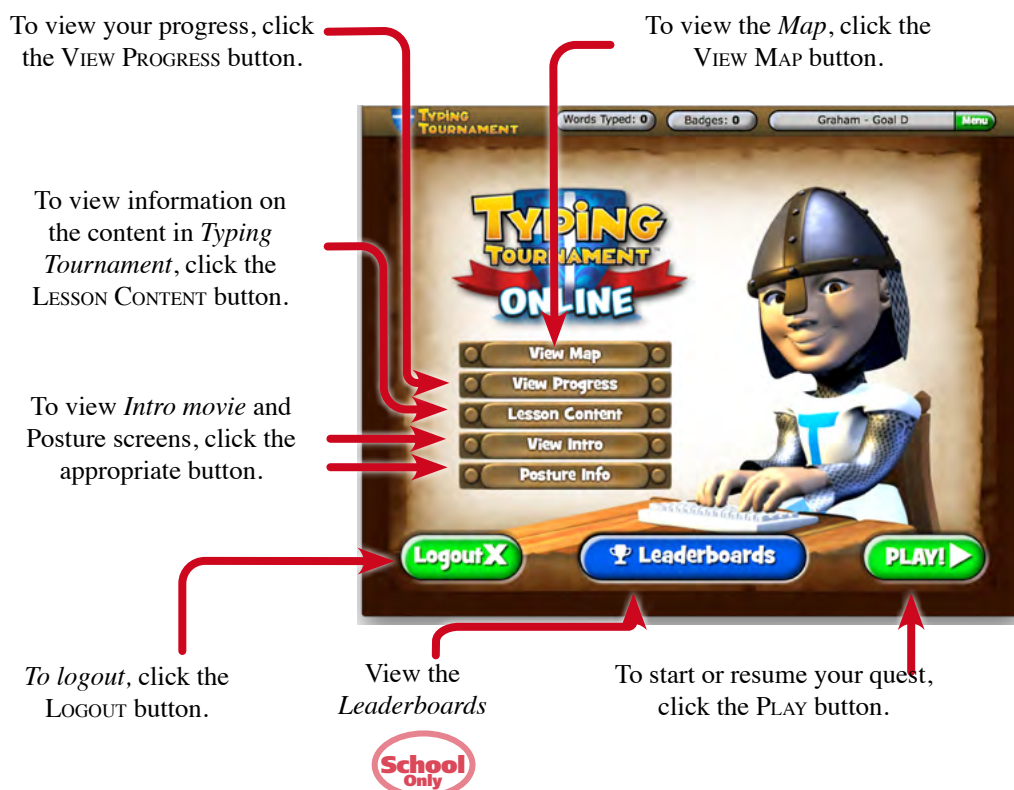 To view your progress, click
the VIEW PROGRESS button.
To view the Map, click the
VIEW MAP button.
TYPING
TOURNAMENT
Words Typed: 0
Badges: 0
Graham - Goal D
Menu
To view information on
the content in Typing
Tournament, click the
LESSON CONTENT button.
TYPING
TOURNAMENT™
ONLINE
View Map
View Progress
Lesson Content
View Intro
Posture Info
To view Intro movie and
Posture screens, click the
appropriate button.
T
Logout X
Leaderboards
PLAY!
To logout, click the
LOGOUT button.
View the
Leaderboards
To start or resume your quest,
click the PLAY button.
School
Only